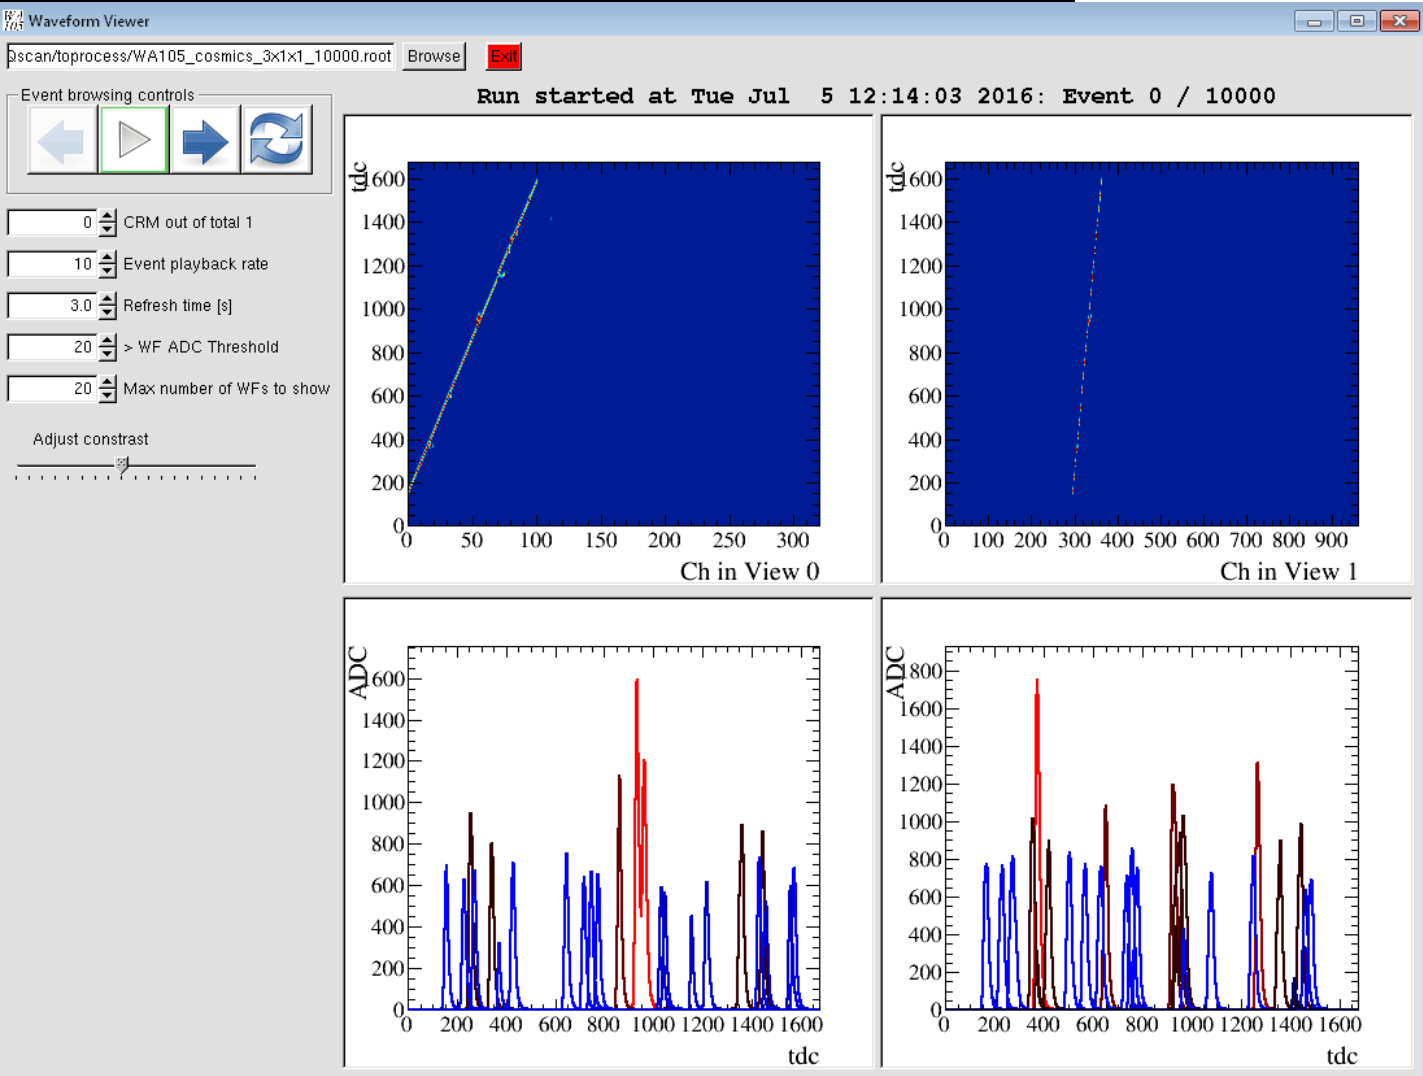 Waveform Viewer
Qscan/toprocess/WA105_cosmics_3x1x1_10000.root Browse Exit
Event browsing controls
Run started at Tue Jul 5 12:14:03 2016: Event 0 / 10000
0 CRM out of total 1
10 Event playback rate
3.0 Refresh time [s]
20 > WF ADC Threshold
20 Max number of WFs to show
Adjust constrast
tdc
1600
1400
1200
1000
800
600
400
200
0
0 50 100 150 200 250 300
Ch in View 0
tdc
1600
1400
1200
1000
800
600
400
200
0
0 100 200 300 400 500 600 700 800 900
Ch in View 1
ADC
1600
1400
1200
1000
800
600
400
200
0
0 200 400 600 800 1000 1200 1400 1600
tdc
ADC
1800
1600
1400
1200
1000
800
600
400
200
0
0 200 400 600 800 1000 1200 1400 1600
tdc